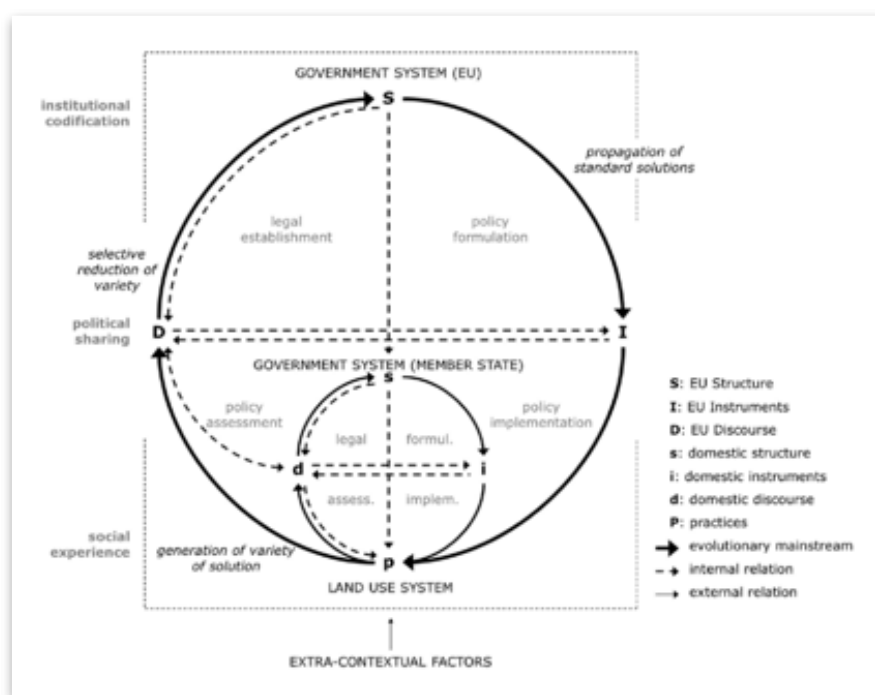 GOVERNMENT SYSTEM (EU)
S
institutional
codification
propagation of
standard solutions
legal
establishment
policy
formulation
selective
reduction of
variety
political
sharing
D
I
GOVERNMENT SYSTEM (MEMBER STATE)
s
policy
assessment
policy
implementation
legal
formul.
d
i
assess.
implem.
social
experience
generation of variety
of solution
p
LAND USE SYSTEM
EXTRA-CONTEXTUAL FACTORS
S: EU Structure
I: EU Instruments
D: EU Discourse
s: domestic structure
i: domestic instruments
d: domestic discourse
P: practices
evolutionary mainstream
internal relation
external relation